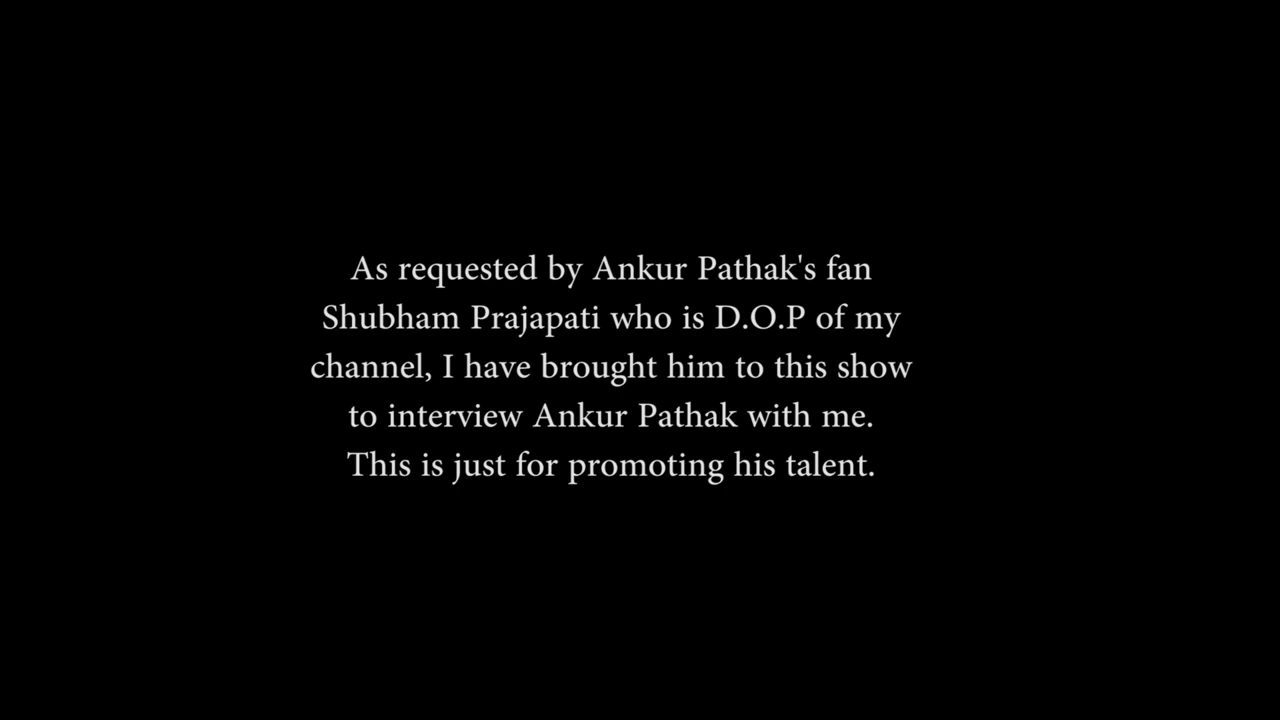 As requested by Ankur Pathak's fan
Shubham Prajapati who is D.O.P of my
channel, I have brought him to this show
to interview Ankur Pathak with me.
This is just for promoting his talent.